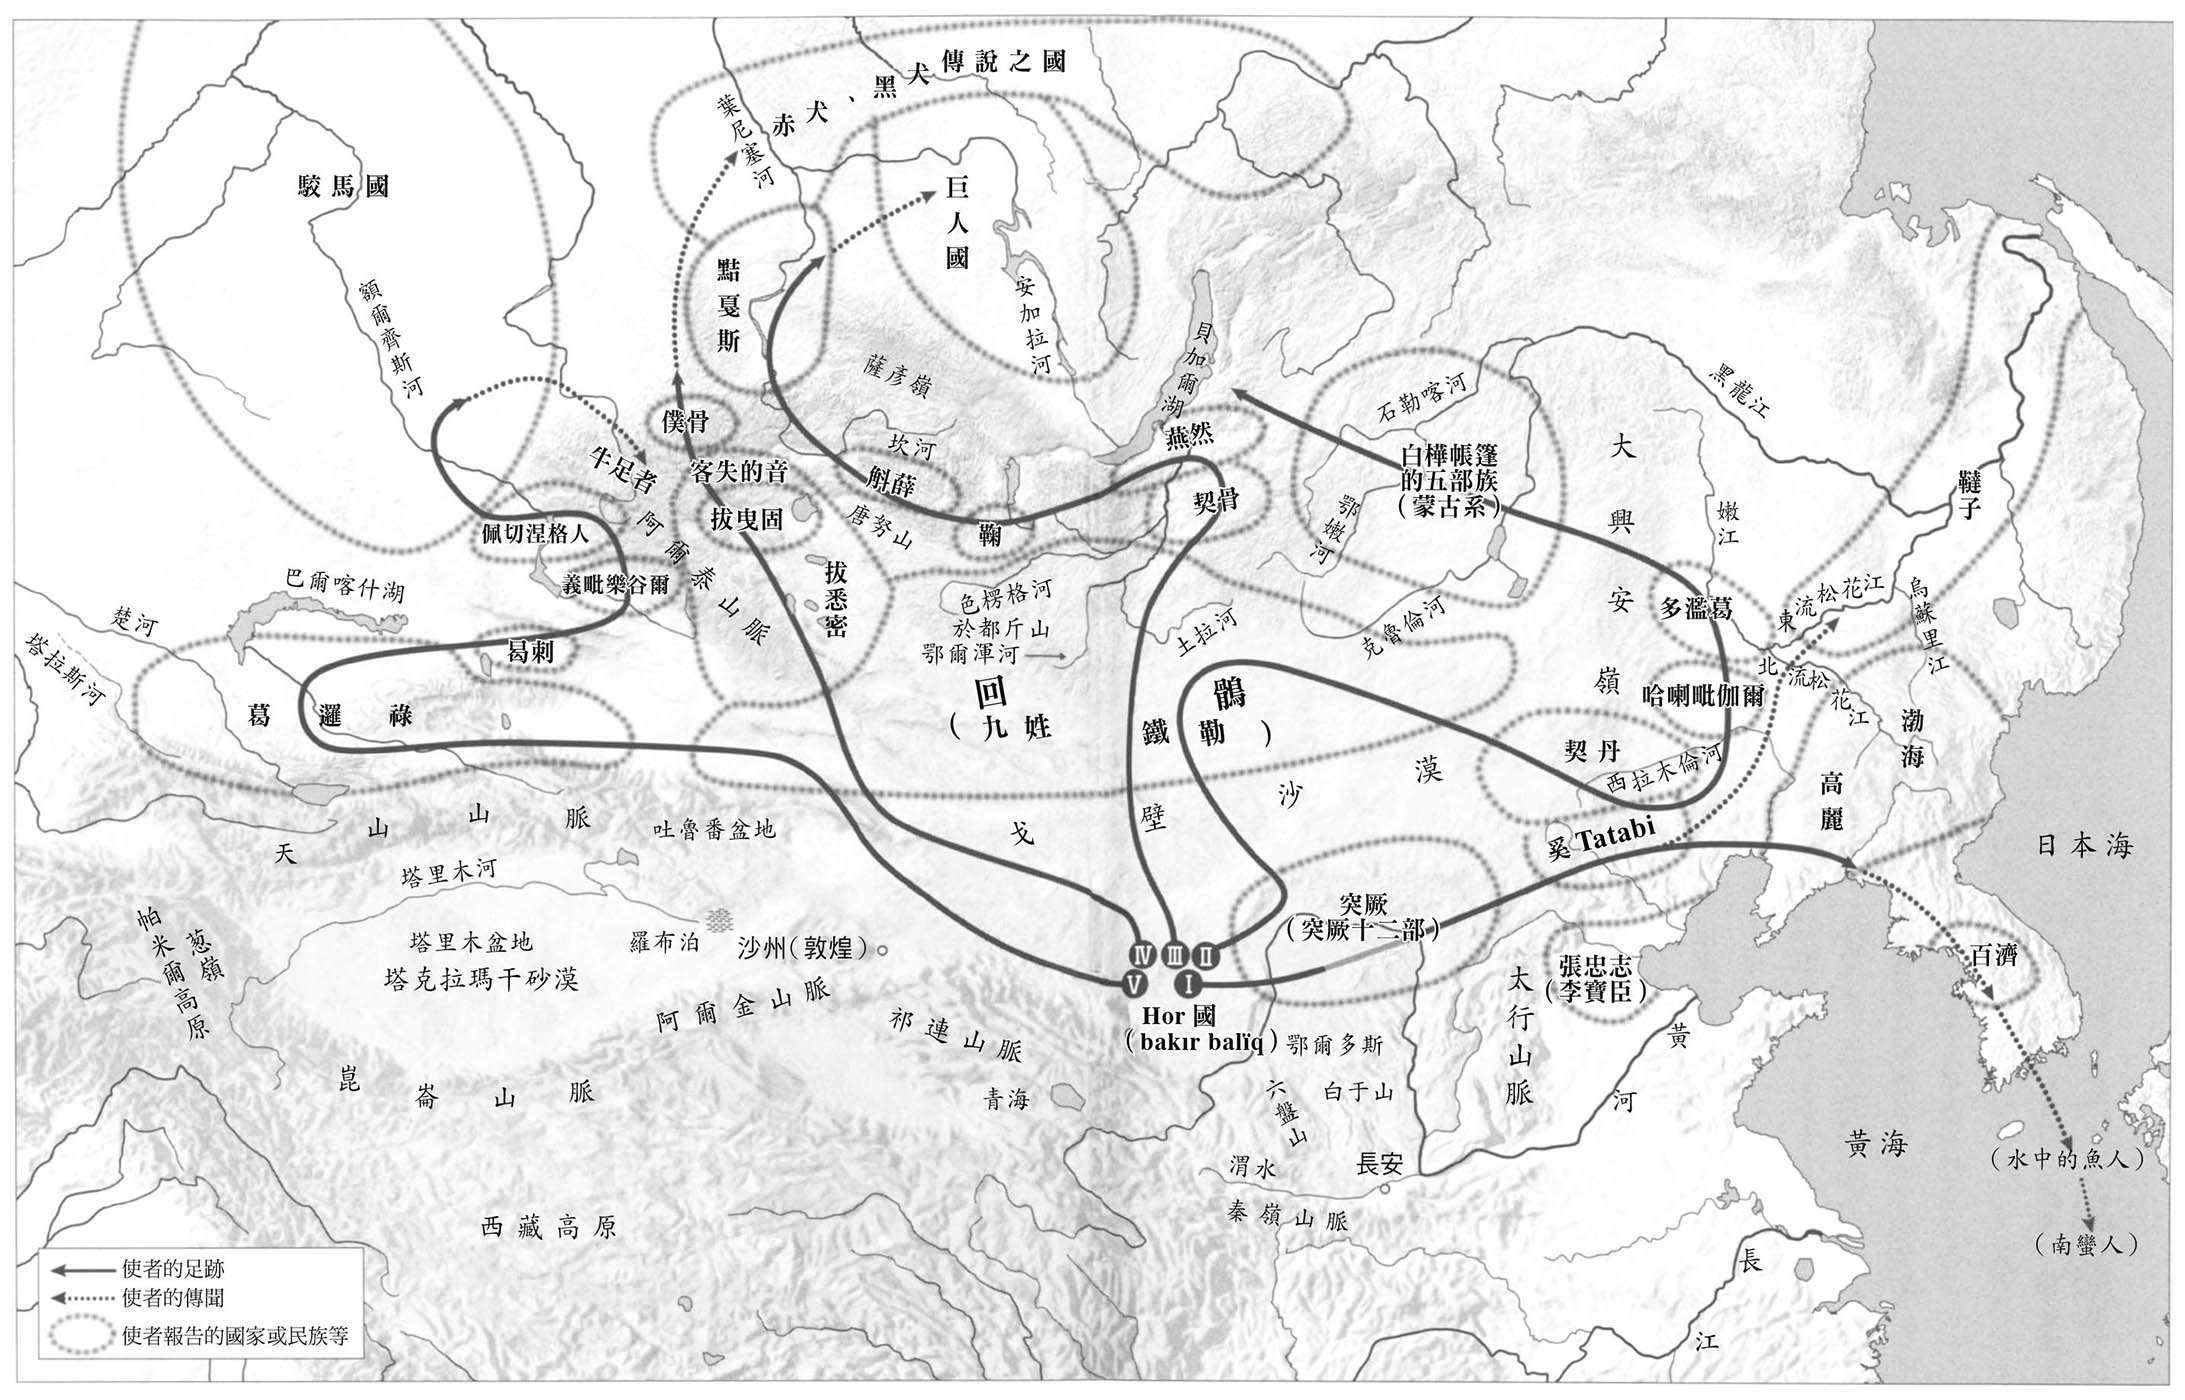 傳說之國
赤犬、黑犬
葉尼塞河
駮馬國
巨人國
黠戛斯
額爾齊斯河
安加拉河
貝加爾湖
薩彥嶺
石勒喀河
黑龍江
僕骨
坎河
燕然
大興安嶺
牛足者
客失的音
斛薛
契骨
白樺帳篷
的五部族
(蒙古系)
韃子
佩切涅格人
拔曳固
唐努山
鞠
鄂嫩河
嫩江
阿爾泰山脈
拔悉密
義毗樂谷爾
巴爾喀什湖
色楞格河
於都斤山
鄂爾渾河
土拉河
克魯倫河
多濫葛
東流松花江
烏蘇里江
楚河
塔拉斯河
曷刺
北流松花江
哈喇毗伽爾
葛邏祿
回鶻
(九姓鐵勒)
契丹
西拉木倫河
渤海
高麗
戈壁沙漠
天山山脈
吐魯番盆地
奚 Tatabi
日本海
塔里木河
帕米爾高原
葱嶺
塔里木盆地
塔克拉瑪干砂漠
羅布泊
沙州(敦煌)
突厥
(突厥十二部)
張忠志
(李寶臣)
百濟
IV
III
II
V
I
Hor 國
(bakır balïq)
阿爾金山脈
祁連山脈
鄂爾多斯
太行山脈
黃河
崑崙山脈
青海
六盤山
白于山
黃海
(水中的魚人)
渭水
長安
西藏高原
秦嶺山脈
(南蠻人)
長江
使者的足跡
使者的傳聞
使者報告的國家或民族等